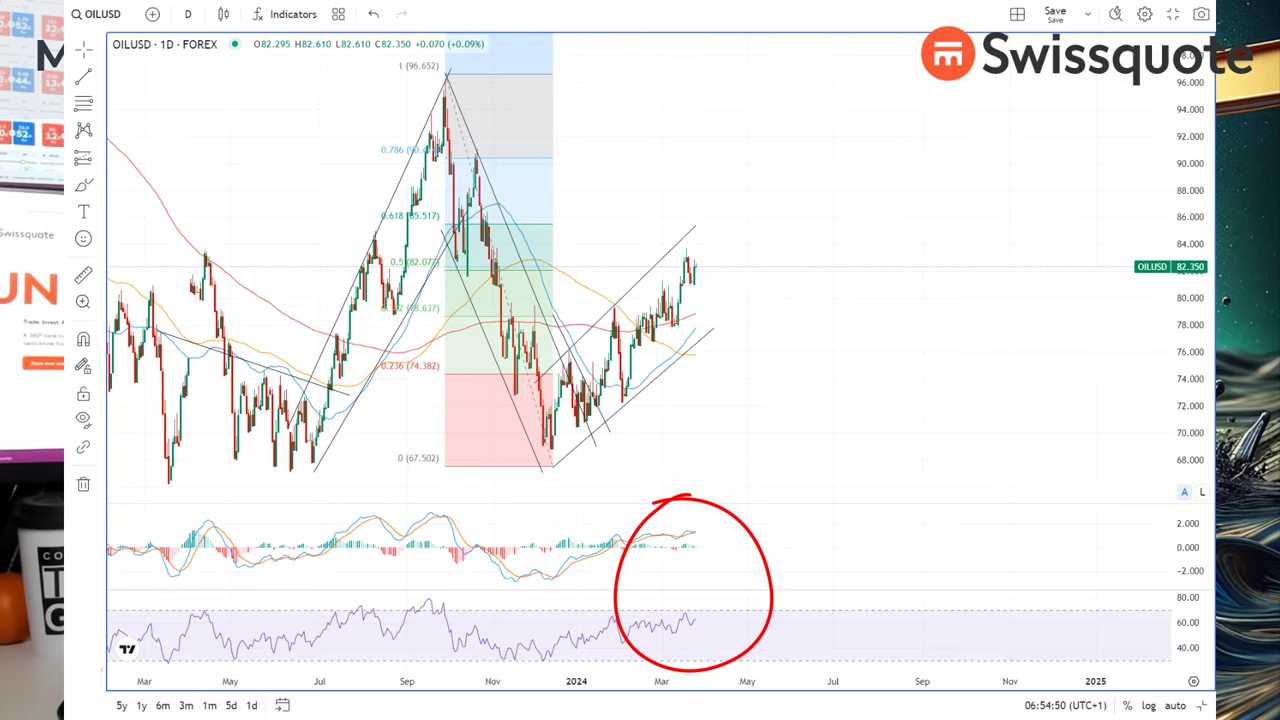 OILUSD
D
Indicators
Save
Save
M
Swissquote
OILUSD · 1D · FOREX
O82.295 H82.610 L82.610 C82.350 +0.070 (+0.09%)
1 (96.652)
0.618 (85.517)
0.5 (82.077)
0.236 (74.382)
0 (67.502)
96.000
94.000
92.000
90.000
88.000
86.000
84.000
OILUSD 82.350
80.000
78.000
76.000
74.000
72.000
70.000
68.000
A L
2.000
0.000
−2.000
80.00
60.00
40.00
Mar May Jul Sep Nov 2024 Mar May Jul Sep Nov 2025
5y 1y 6m 3m 1m 5d 1d
06:54:50 (UTC+1) % log auto
Swissquote
UN